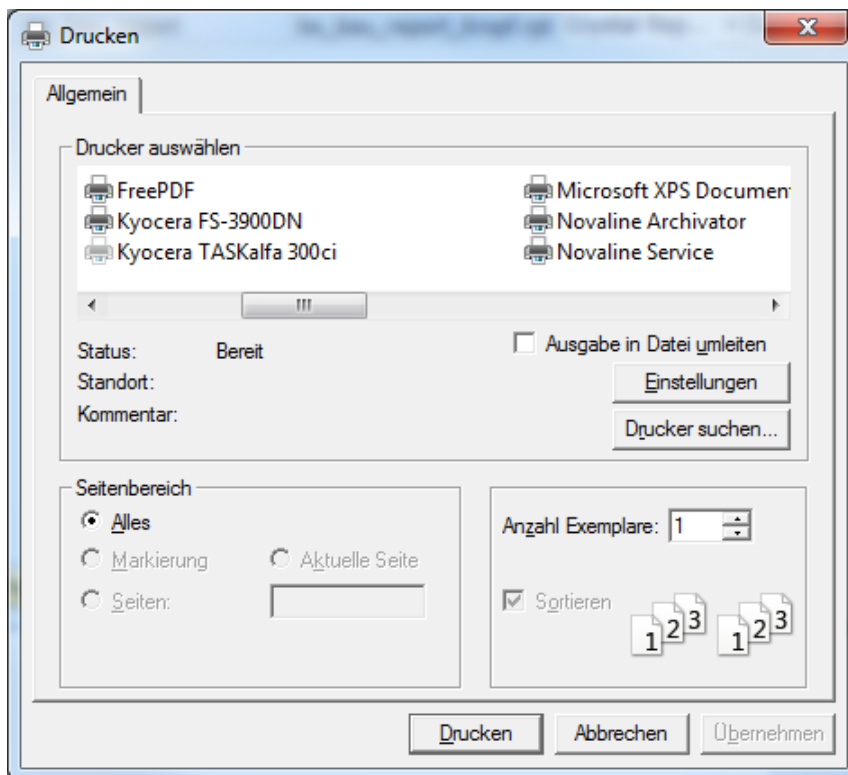 Drucken
Allgemein
Drucker auswählen
FreePDF
Microsoft XPS Documen
Kyocera FS-3900DN
Novaline Archivator
Kyocera TASKalfa 300ci
Novaline Service
Status: Bereit
Ausgabe in Datei umleiten
Standort:
Einstellungen
Kommentar:
Drucker suchen...
Seitenbereich
Alles
Markierung
Aktuelle Seite
Seiten:
Anzahl Exemplare: 1
Sortieren
1 2 3 1 2 3
Drucken
Abbrechen
Übernehmen